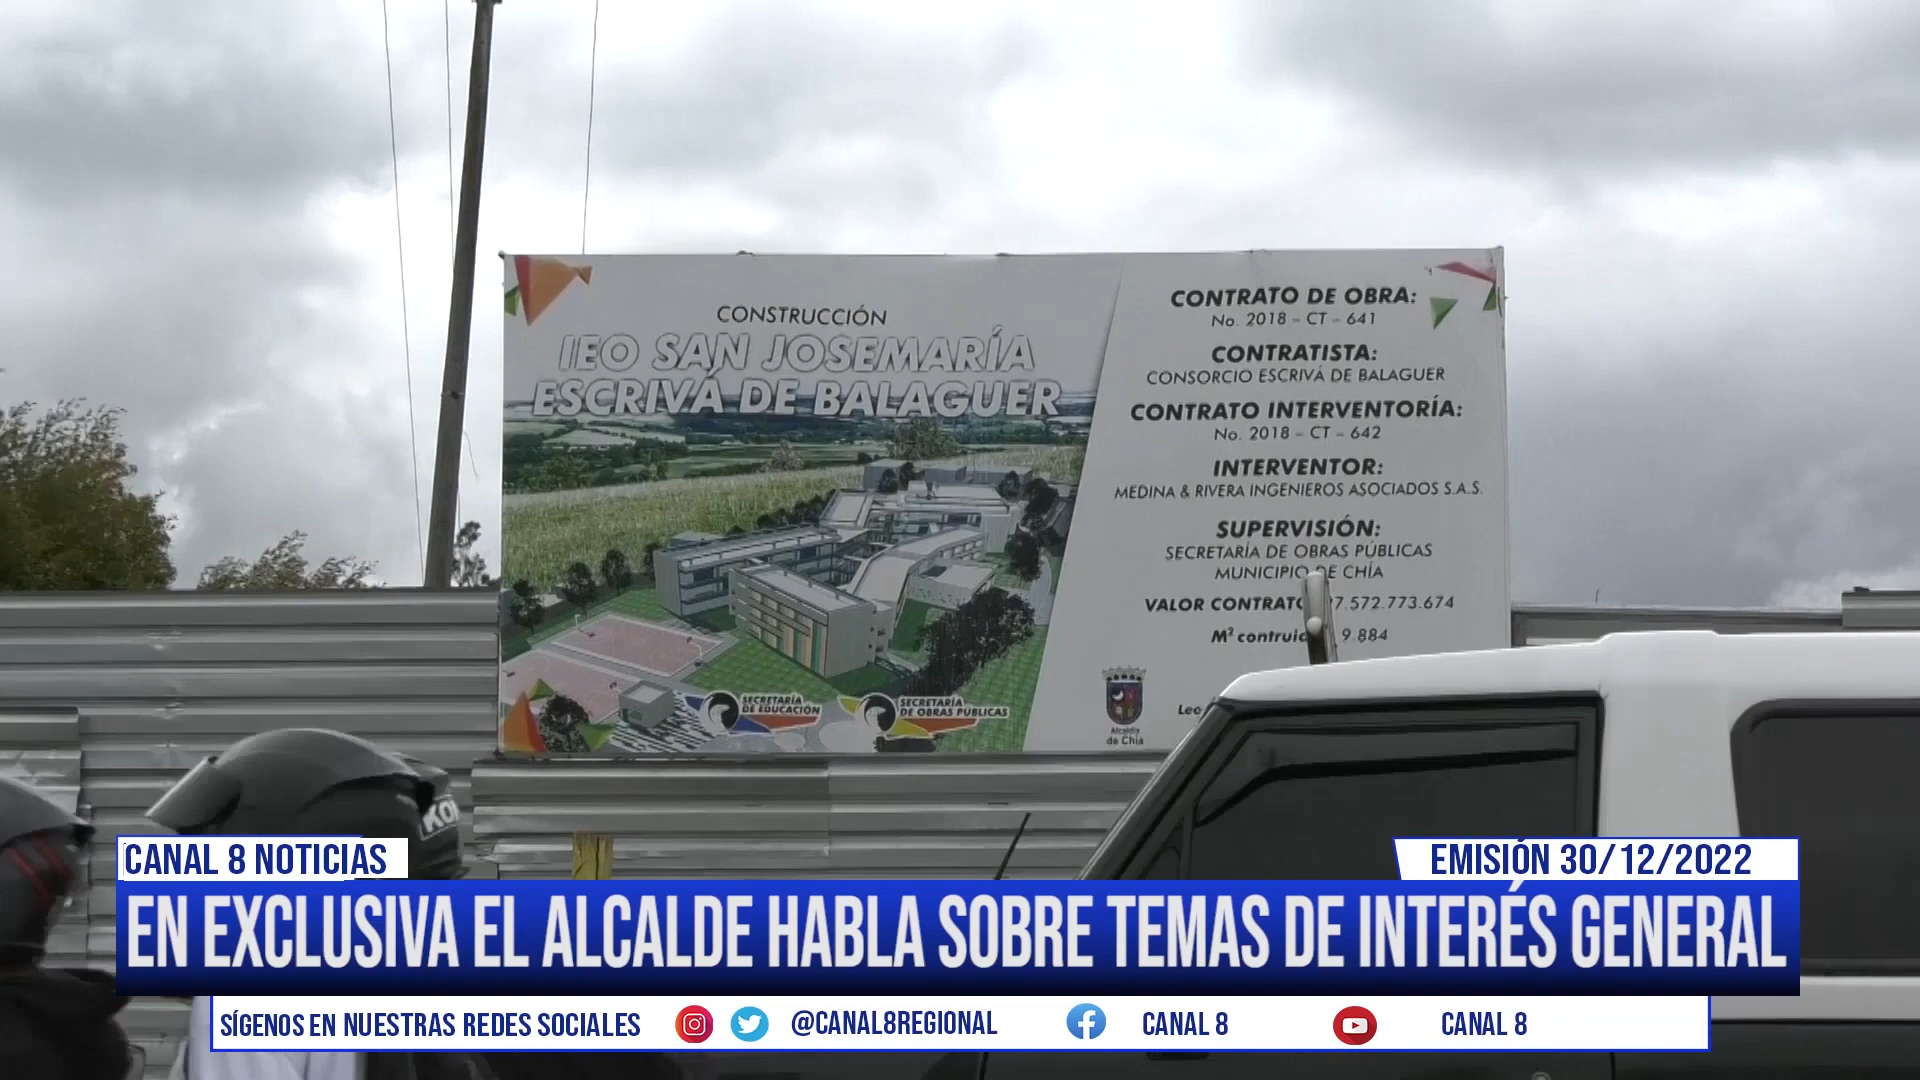 CONSTRUCCIÓN
IEO SAN JOSEMARÍA
ESCRIVÁ DE BALAGUER
CONTRATO DE OBRA:
No. 2018 - CT - 641
CONTRATISTA:
CONSORCIO ESCRIVÁ DE BALAGUER
CONTRATO INTERVENTORÍA:
No. 2018 - CT - 642
INTERVENTOR:
MEDINA & RIVERA INGENIEROS ASOCIADOS S.A.S.
SUPERVISIÓN:
SECRETARÍA DE OBRAS PÚBLICAS
MUNICIPIO DE CHÍA
VALOR CONTRATO 7.572.773.674
M² contruid 9.884
SECRETARÍA
DE EDUCACIÓN
SECRETARÍA
DE OBRAS PÚBLICAS
Alcaldía
de Chía
CANAL 8 NOTICIAS
EMISIÓN 30/12/2022
EN EXCLUSIVA EL ALCALDE HABLA SOBRE TEMAS DE INTERÉS GENERAL
SÍGENOS EN NUESTRAS REDES SOCIALES @CANAL8REGIONAL CANAL 8 CANAL 8